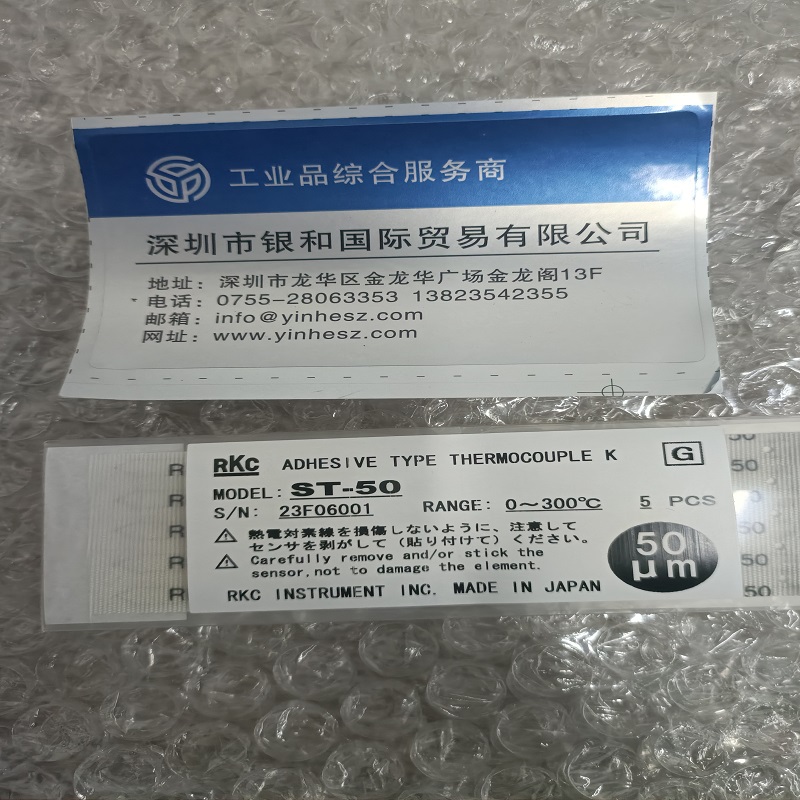 工业品综合服务商
深圳市银和国际贸易有限公司
地址：深圳市龙华区金龙华广场金龙阁13F
电话：0755-28063353 13823542355
邮箱：info@yinhesz.com
网址：www.yinhesz.com
RKC ADHESIVE TYPE THERMOCOUPLE K G
MODEL: ST-50
S/N: 23F06001 RANGE: 0～300℃ 5 PCS
⚠ 熱電対素線を損傷しないように、注意して
センサを剥がして（貼り付けて）ください。
⚠ Carefully remove and/or stick the
sensor,not to damage the element.
50
μm
RKC INSTRUMENT INC. MADE IN JAPAN
R
R
R
R
R
50
50
50
50
50